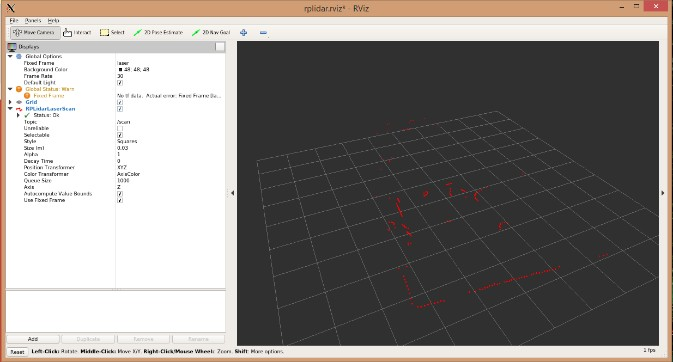 rplidar.rviz* - RViz
File Panels Help
Move Camera Interact Select 2D Pose Estimate 2D Nav Goal
Displays
Global Options
Fixed Frame laser
Background Color 48; 48; 48
Frame Rate 30
Default Light
Global Status: Warn
Fixed Frame No tf data. Actual error: Fixed Frame [la...
Grid
RPLidarLaserScan
Status: Ok
Topic /scan
Unreliable
Selectable
Style Squares
Size (m) 0.03
Alpha 1
Decay Time 0
Position Transformer XYZ
Color Transformer AxisColor
Queue Size 1000
Axis Z
Autocompute Value Bounds
Use Fixed Frame
Add Duplicate Remove Rename
Reset Left-Click: Rotate. Middle-Click: Move X/Y. Right-Click/Mouse Wheel: Zoom. Shift: More options. 1 fps